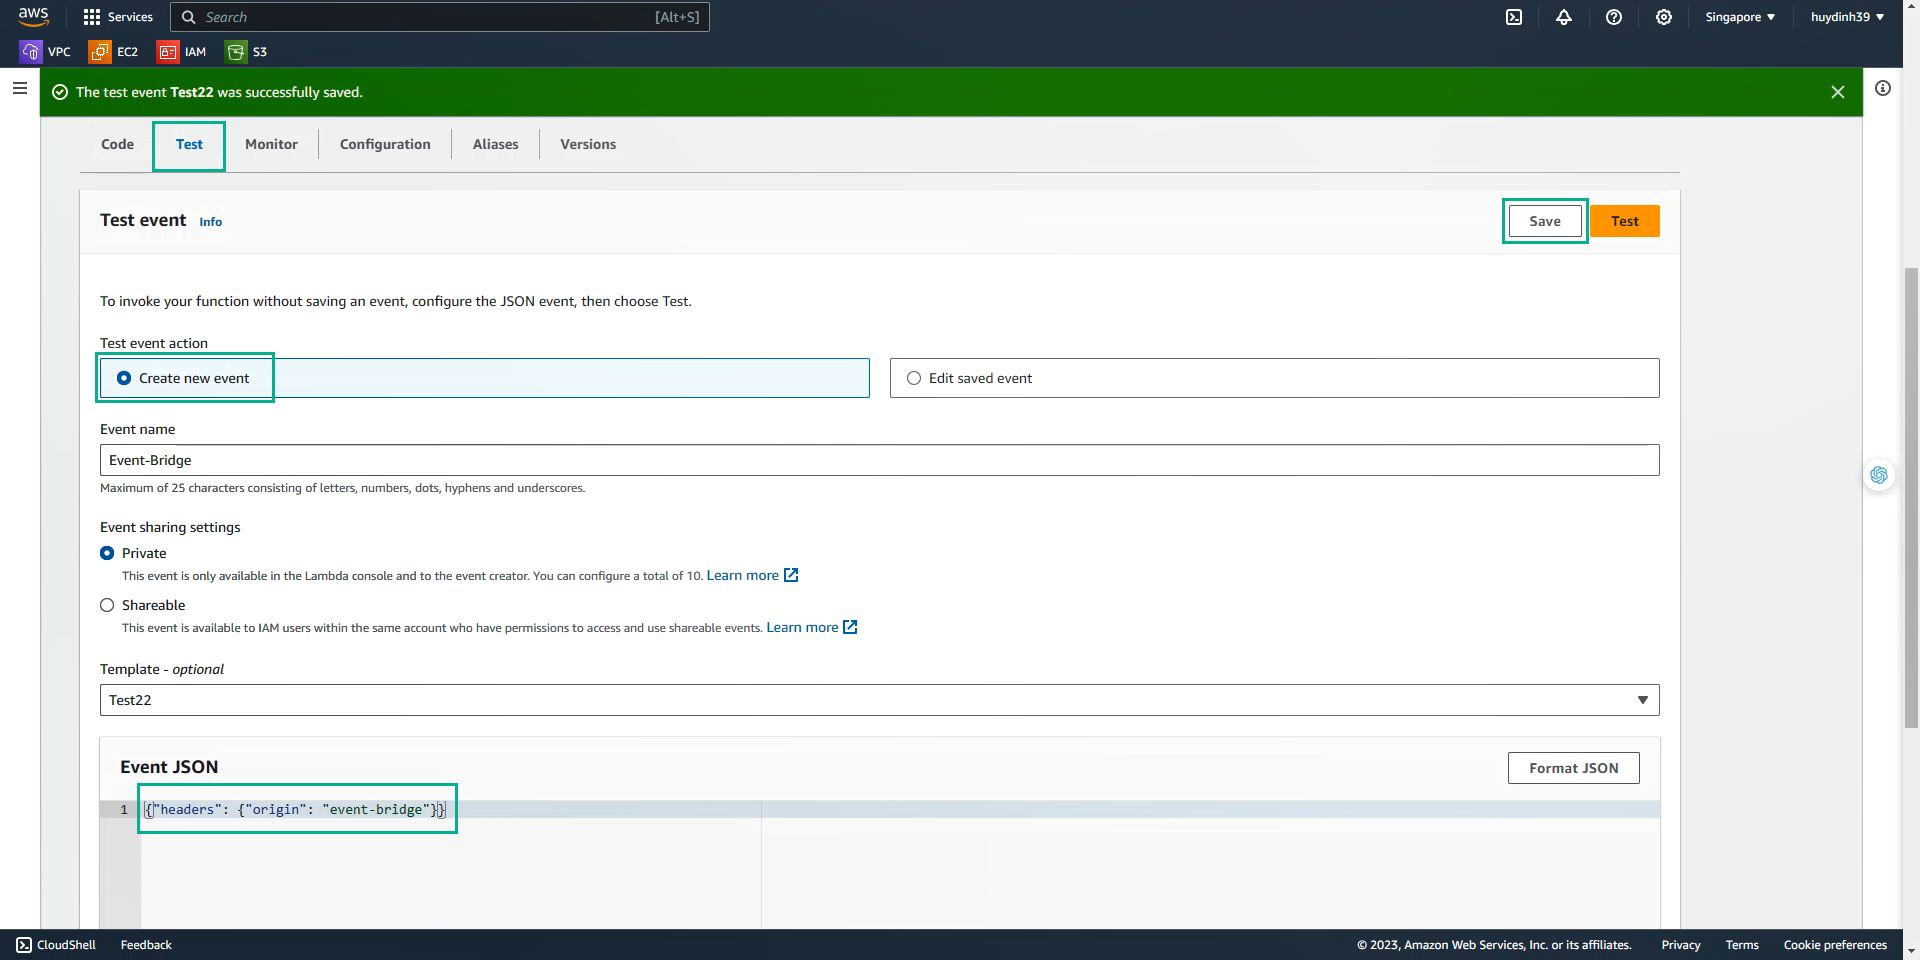 aws Services Search [Alt+S] Singapore huydinh39
VPC EC2 IAM S3
The test event Test22 was successfully saved.
Code Test Monitor Configuration Aliases Versions
Test event Info Save Test
To invoke your function without saving an event, configure the JSON event, then choose Test.
Test event action
Create new event Edit saved event
Event name
Event-Bridge
Maximum of 25 characters consisting of letters, numbers, dots, hyphens and underscores.
Event sharing settings
Private
This event is only available in the Lambda console and to the event creator. You can configure a total of 10. Learn more
Shareable
This event is available to IAM users within the same account who have permissions to access and use shareable events. Learn more
Template - optional
Test22
Event JSON Format JSON
1 {"headers": {"origin": "event-bridge"}}
CloudShell Feedback © 2023, Amazon Web Services, Inc. or its affiliates. Privacy Terms Cookie preferences